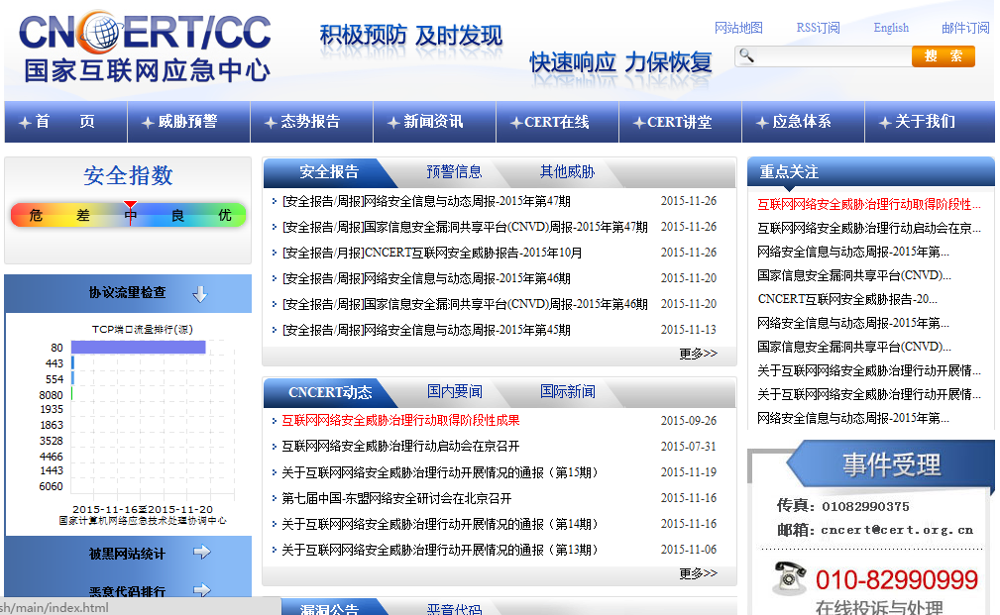 CNCERT/CC
国家互联网应急中心
积极预防 及时发现
快速响应 力保恢复
网站地图 RSS订阅 English 邮件订阅
搜 索
首 页 威胁预警 态势报告 新闻资讯 CERT在线 CERT讲堂 应急体系 关于我们
安全指数
危 差 中 良 优
协议流量检查
TCP端口流量排行(源)
80
443
554
8080
1935
1863
3528
4466
1443
6060
2015-11-16至2015-11-20
国家计算机网络应急技术处理协调中心
被黑网站统计
恶意代码排行
sh/main/index.html
安全报告 预警信息 其他威胁
[安全报告/周报]网络安全信息与动态周报-2015年第47期 2015-11-26
[安全报告/周报]国家信息安全漏洞共享平台(CNVD)周报-2015年第47期 2015-11-26
[安全报告/月报]CNCERT互联网安全威胁报告-2015年10月 2015-11-26
[安全报告/周报]网络安全信息与动态周报-2015年第46期 2015-11-20
[安全报告/周报]国家信息安全漏洞共享平台(CNVD)周报-2015年第46期 2015-11-20
[安全报告/周报]网络安全信息与动态周报-2015年第45期 2015-11-13
更多>>
CNCERT动态 国内要闻 国际新闻
互联网网络安全威胁治理行动取得阶段性成果 2015-09-26
互联网网络安全威胁治理行动启动会在京召开 2015-07-31
关于互联网网络安全威胁治理行动开展情况的通报（第15期） 2015-11-19
第七届中国-东盟网络安全研讨会在北京召开 2015-11-16
关于互联网网络安全威胁治理行动开展情况的通报（第14期） 2015-11-16
关于互联网网络安全威胁治理行动开展情况的通报（第13期） 2015-11-06
更多>>
漏洞公告 恶意代码
重点关注
互联网网络安全威胁治理行动取得阶段性...
互联网网络安全威胁治理行动启动会在京...
网络安全信息与动态周报-2015年第...
国家信息安全漏洞共享平台(CNVD)...
CNCERT互联网安全威胁报告-20...
网络安全信息与动态周报-2015年第...
国家信息安全漏洞共享平台(CNVD)...
关于互联网网络安全威胁治理行动开展情...
关于互联网网络安全威胁治理行动开展情...
网络安全信息与动态周报-2015年第...
事件受理
传真: 01082990375
邮箱: cncert@cert.org.cn
010-82990999
在线投诉与处理